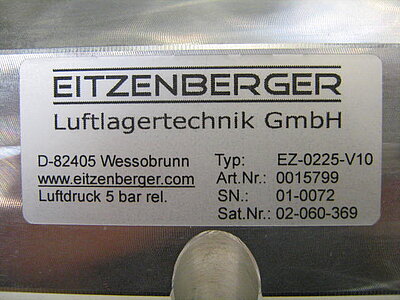 EITZENBERGER
Luftlagertechnik GmbH
D-82405 Wessobrunn Typ: EZ-0225-V10
www.eitzenberger.com Art.Nr.: 0015799
Luftdruck 5 bar rel. SN.: 01-0072
Sat.Nr.: 02-060-369